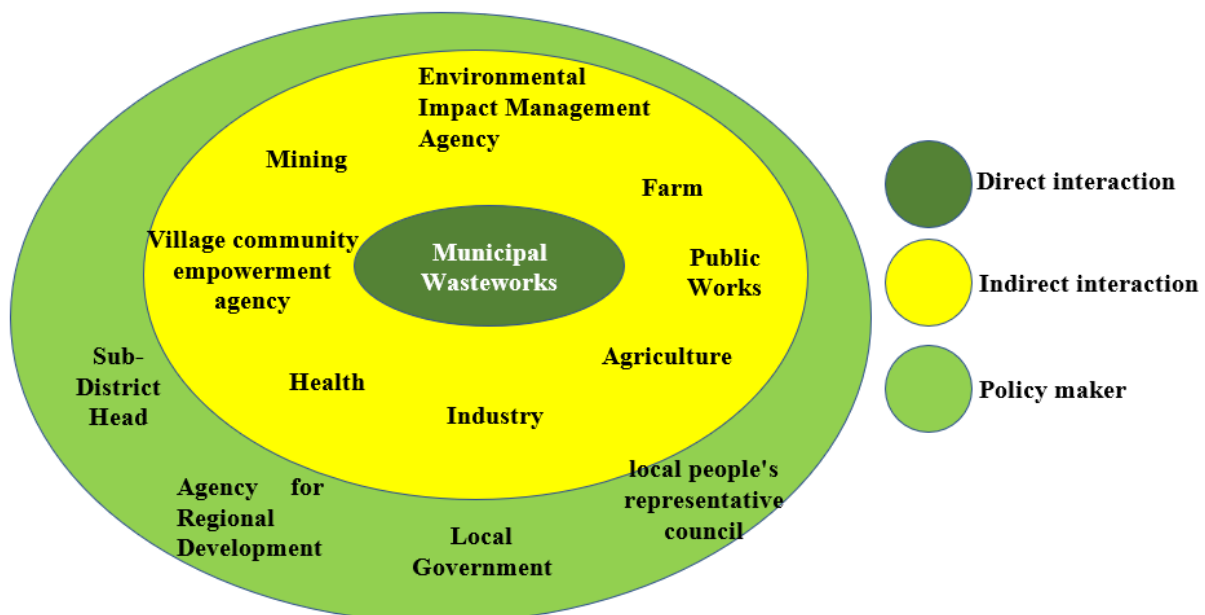 Environmental
Impact Management
Agency
Mining
Farm
Village community
empowerment
agency
Municipal
Wasteworks
Public
Works
Agriculture
Health
Industry
Sub-
District
Head
Agency for
Regional
Development
Local
Government
local people's
representative
council
Direct interaction
Indirect interaction
Policy maker